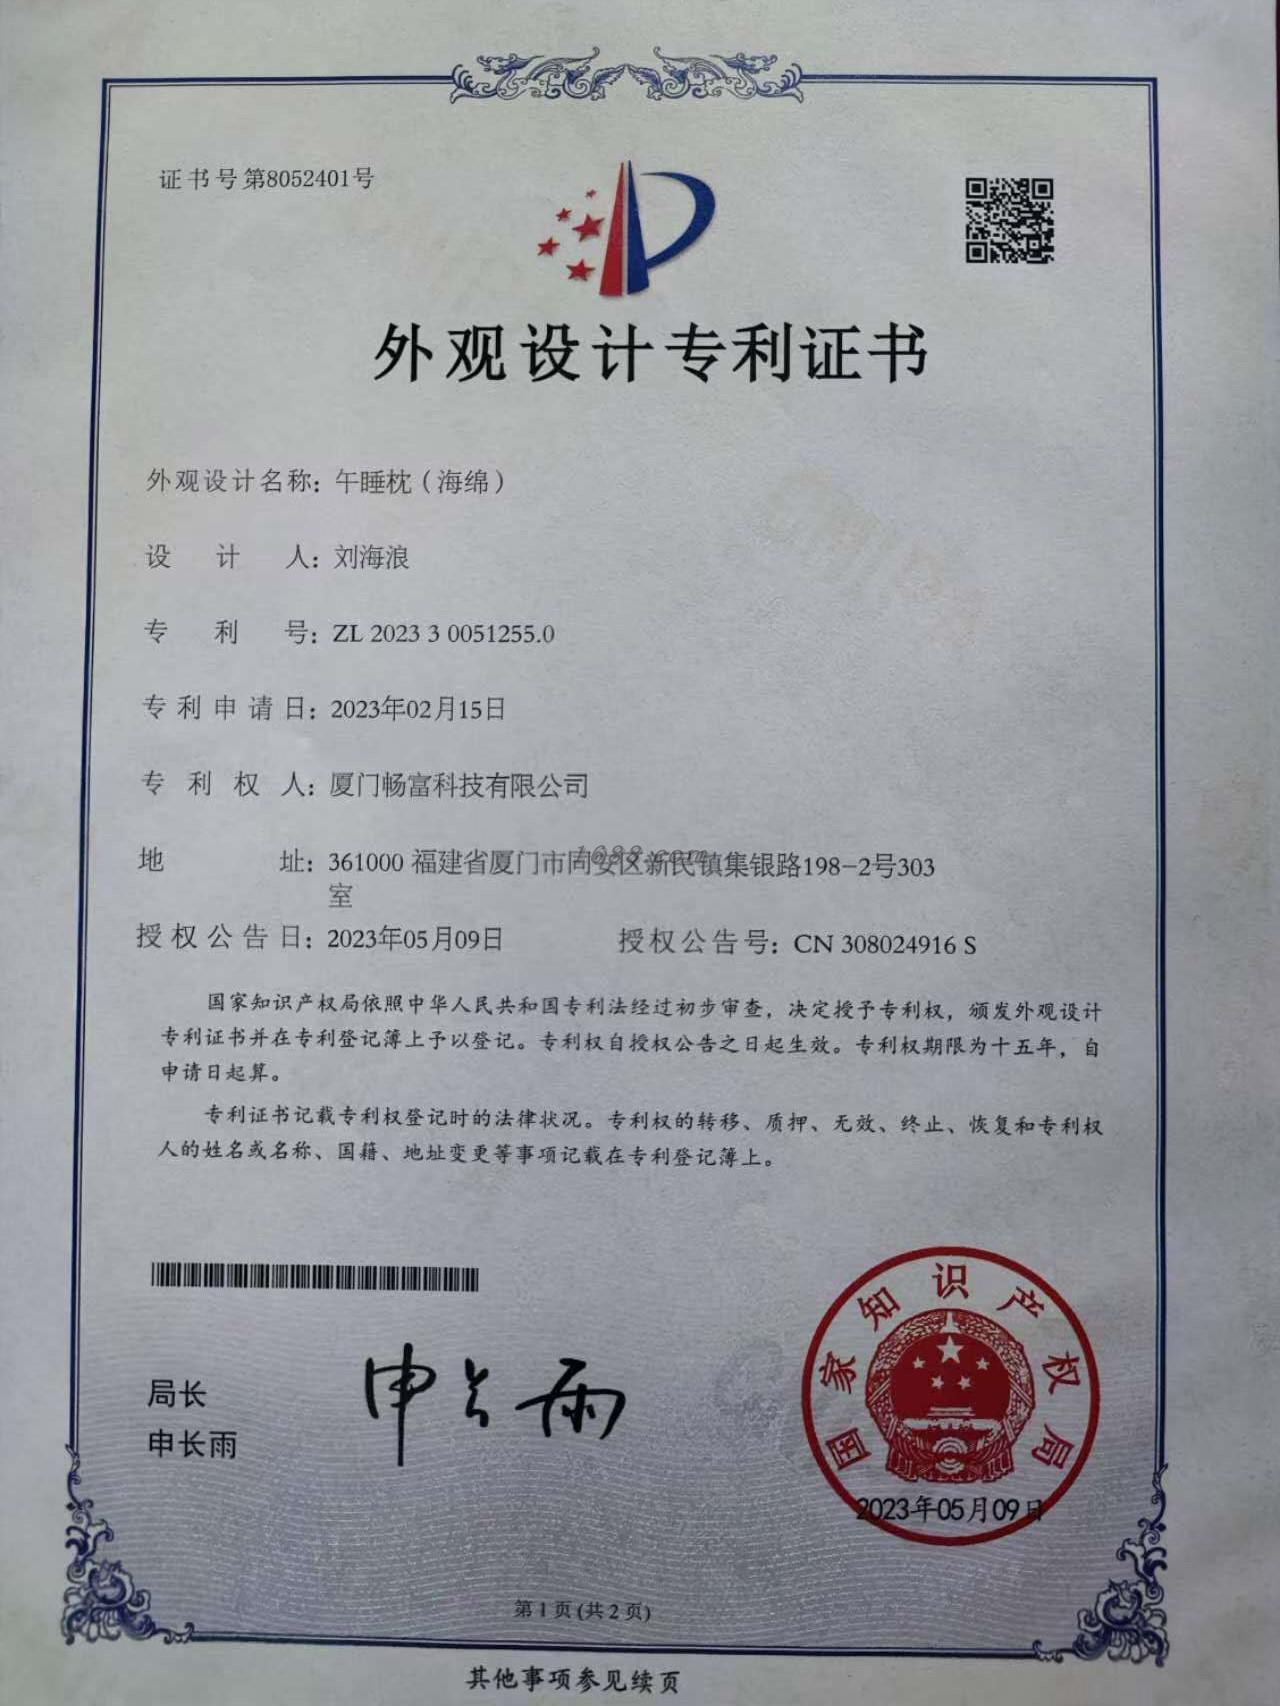 证书号第8052401号
外观设计专利证书
外观设计名称：午睡枕（海绵）
设计人：刘海浪
专利号：ZL 2023 3 0051255.0
专利申请日：2023年02月15日
专利权人：厦门畅富科技有限公司
地址：361000 福建省厦门市同安区新民镇集银路198-2号303
室
1688.com
授权公告日：2023年05月09日 授权公告号：CN 308024916 S
国家知识产权局依照中华人民共和国专利法经过初步审查，决定授予专利权，颁发外观设计
专利证书并在专利登记簿上予以登记。专利权自授权公告之日起生效。专利权期限为十五年，自
申请日起算。
专利证书记载专利权登记时的法律状况。专利权的转移、质押、无效、终止、恢复和专利权
人的姓名或名称、国籍、地址变更等事项记载在专利登记簿上。
局长
申长雨
申长雨
国家知识产权局
2023年05月09日
第1页(共2页)
其他事项参见续页